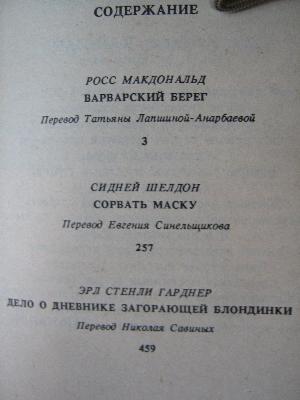 СОДЕРЖАНИЕ
РОСС МАКДОНАЛЬД
ВАРВАРСКИЙ БЕРЕГ
Перевод Татьяны Лапшиной-Анарбаевой
3
СИДНЕЙ ШЕЛДОН
СОРВАТЬ МАСКУ
Перевод Евгения Синельщикова
257
ЭРЛ СТЕНЛИ ГАРДНЕР
ДЕЛО О ДНЕВНИКЕ ЗАГОРАЮЩЕЙ БЛОНДИНКИ
Перевод Николая Савиных
459